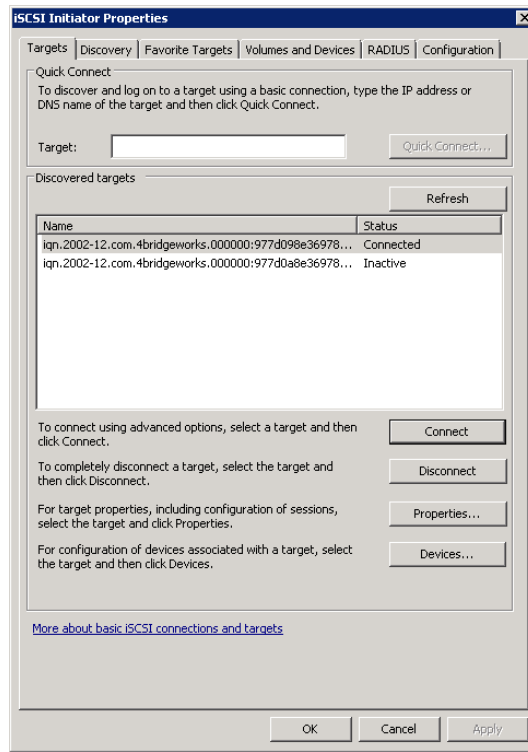 iSCSI Initiator Properties
Targets Discovery Favorite Targets Volumes and Devices RADIUS Configuration
Quick Connect
To discover and log on to a target using a basic connection, type the IP address or
DNS name of the target and then click Quick Connect.
Target: Quick Connect...
Discovered targets
Refresh
Name Status
iqn.2002-12.com.4bridgeworks.000000:977d098e36978... Connected
iqn.2002-12.com.4bridgeworks.000000:977d0a8e36978... Inactive
To connect using advanced options, select a target and then
click Connect.
Connect
To completely disconnect a target, select the target and
then click Disconnect.
Disconnect
For target properties, including configuration of sessions,
select the target and click Properties.
Properties...
For configuration of devices associated with a target, select
the target and then click Devices.
Devices...
More about basic iSCSI connections and targets
OK Cancel Apply